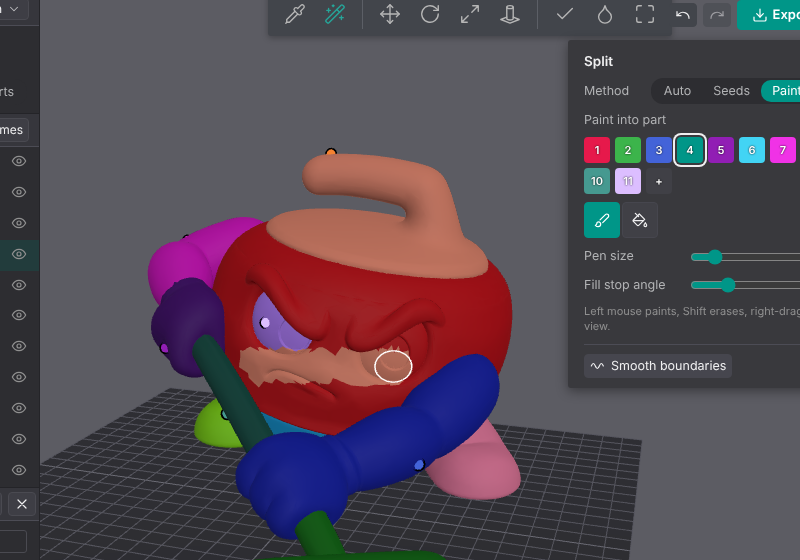 Expo
rts
mes
Split
Method Auto Seeds Paint
Paint into part
1 2 3 4 5 6 7
10 11 +
Pen size
Fill stop angle
Left mouse paints, Shift erases, right-drag
view.
Smooth boundaries